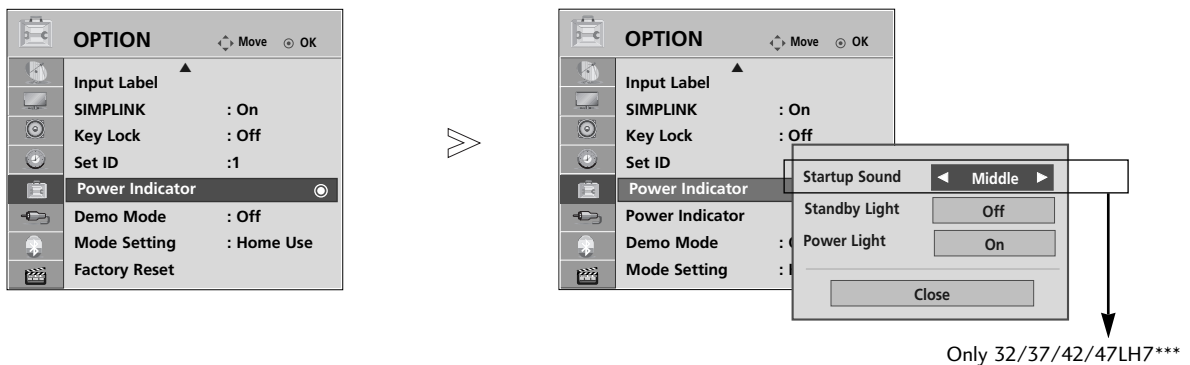 OPTION Move OK
Input Label
SIMPLINK : On
Key Lock : Off
Set ID :1
Power Indicator
Demo Mode : Off
Mode Setting : Home Use
Factory Reset
OPTION Move OK
Input Label
SIMPLINK : On
Key Lock : Off
Set ID
Power Indicator
Power Indicator
Demo Mode :
Mode Setting :
Startup Sound Middle
Standby Light Off
Power Light On
Close
Only 32/37/42/47LH7***